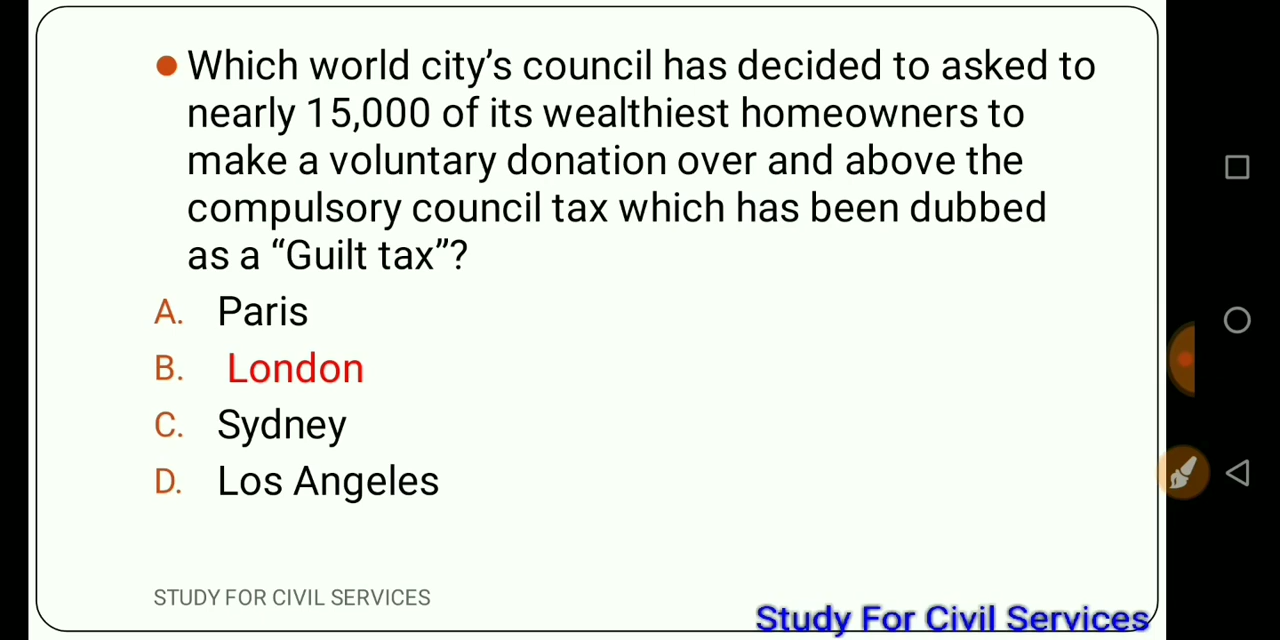 Which world city's council has decided to asked to
nearly 15,000 of its wealthiest homeowners to
make a voluntary donation over and above the
compulsory council tax which has been dubbed
as a “Guilt tax”?
A. Paris
B. London
C. Sydney
D. Los Angeles
STUDY FOR CIVIL SERVICES
Study For Civil Services